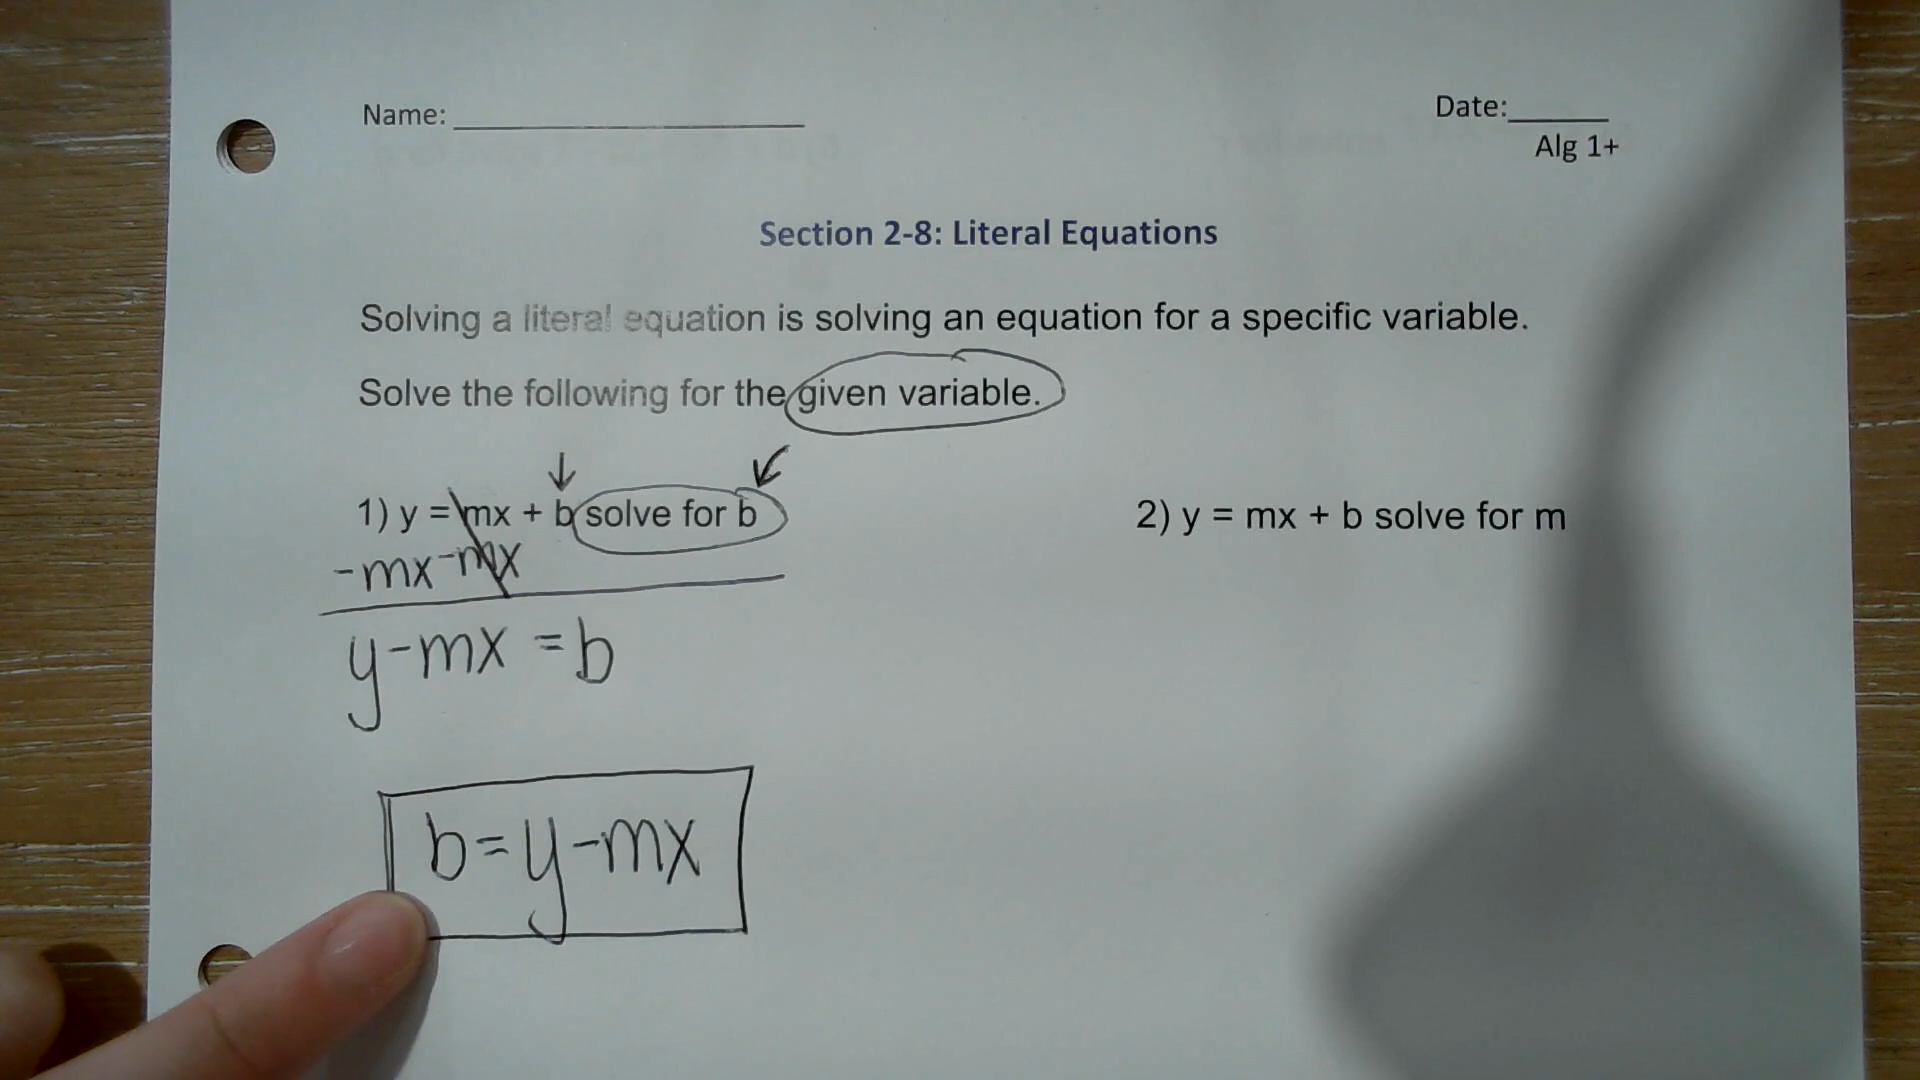 Name: ____________________
Date:______
Alg 1+
Section 2-8: Literal Equations
Solving a literal equation is solving an equation for a specific variable.
Solve the following for the given variable.
1) y = mx + b solve for b
-mx -mx
y-mx = b
b=y-mx
2) y = mx + b solve for m